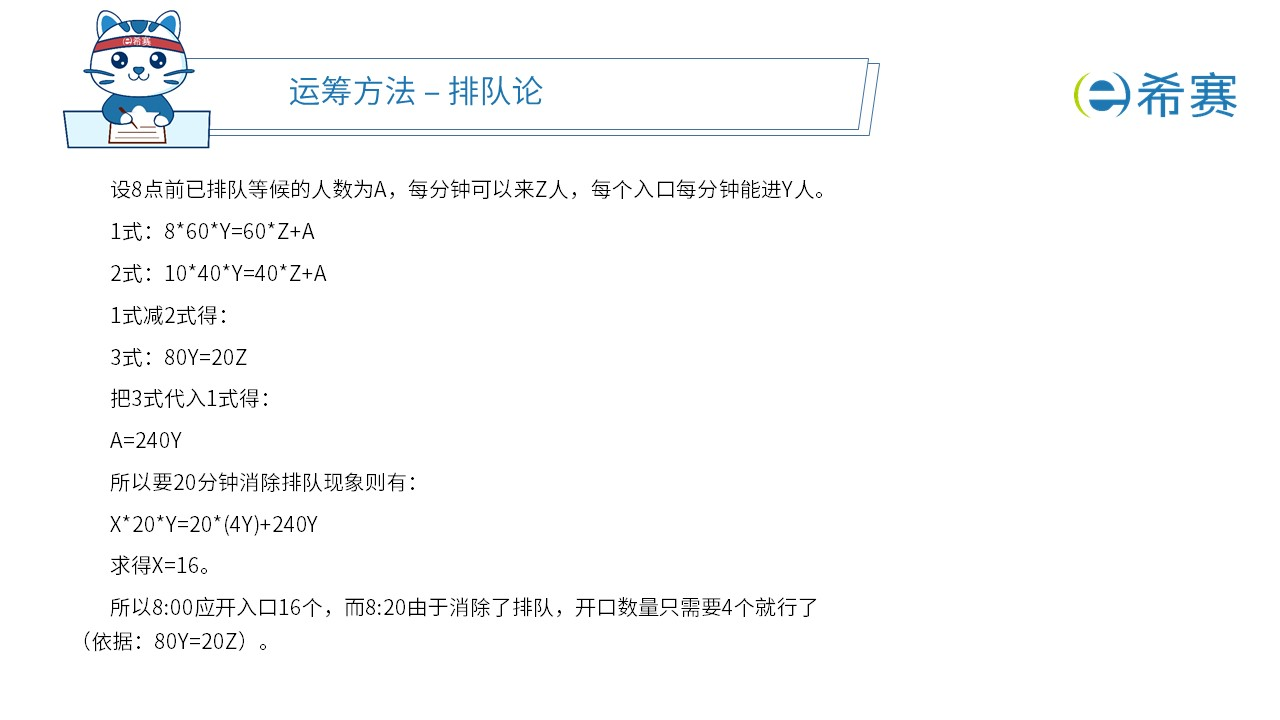 希赛
运筹方法 – 排队论
希赛
设8点前已排队等候的人数为A，每分钟可以来Z人，每个入口每分钟能进Y人。
1式：8*60*Y=60*Z+A
2式：10*40*Y=40*Z+A
1式减2式得：
3式：80Y=20Z
把3式代入1式得：
A=240Y
所以要20分钟消除排队现象则有：
X*20*Y=20*(4Y)+240Y
求得X=16。
所以8:00应开入口16个，而8:20由于消除了排队，开口数量只需要4个就行了
（依据：80Y=20Z）。